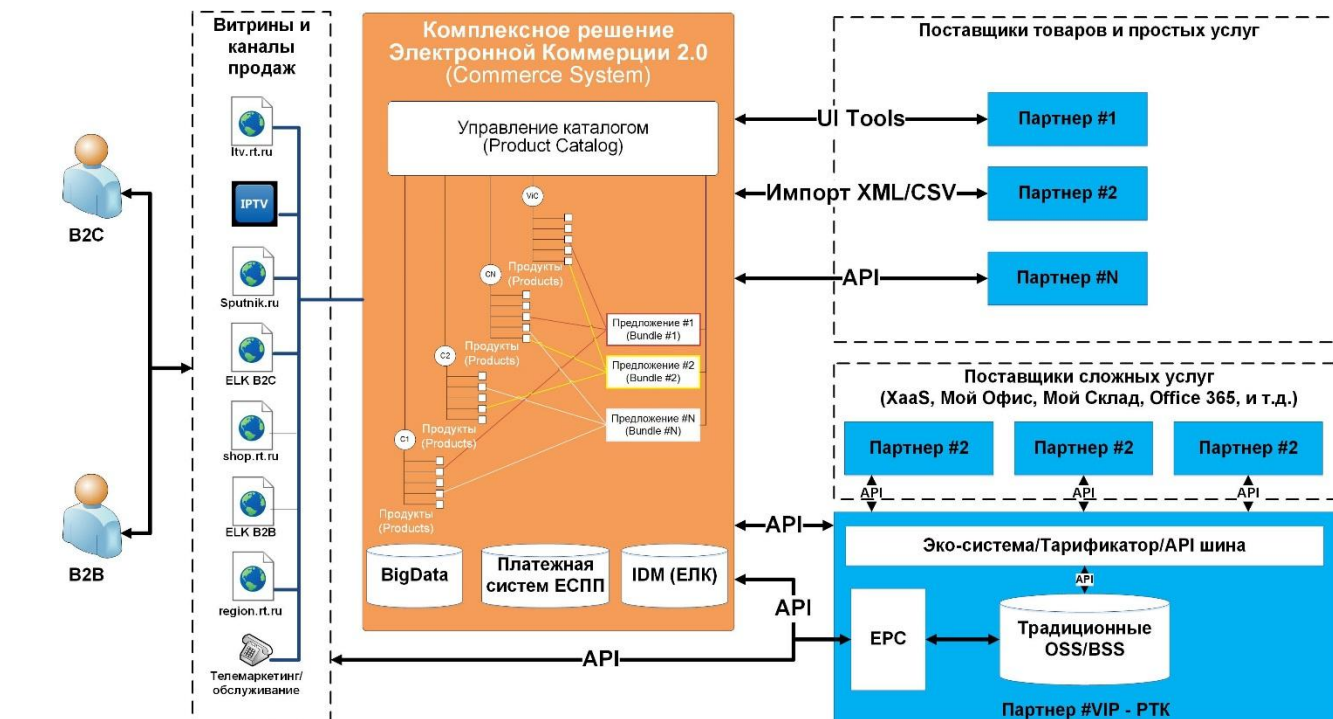 B2C
B2B
Витрины и
каналы
продаж
Itv.rt.ru
IPTV
Sputnik.ru
ELK B2C
shop.rt.ru
ELK B2B
region.rt.ru
Телемаркетинг/
обслуживание
Комплексное решение
Электронной Коммерции 2.0
(Commerce System)
Управление каталогом
(Product Catalog)
ViC
Продукты
(Products)
CN
Продукты
(Products)
C2
Продукты
(Products)
C1
Продукты
(Products)
Предложение #1
(Bundle #1)
Предложение #2
(Bundle #2)
Предложение #N
(Bundle #N)
BigData
Платежная
систем ЕСПП
IDM (ЕЛК)
UI Tools
Импорт XML/CSV
API
API
API
API
Поставщики товаров и простых услуг
Партнер #1
Партнер #2
Партнер #N
Поставщики сложных услуг
(XaaS, Мой Офис, Мой Склад, Office 365, и т.д.)
Партнер #2
Партнер #2
Партнер #2
API
API
API
Эко-система/Тарификатор/API шина
API
EPC
Традиционные
OSS/BSS
Партнер #VIP - РТК